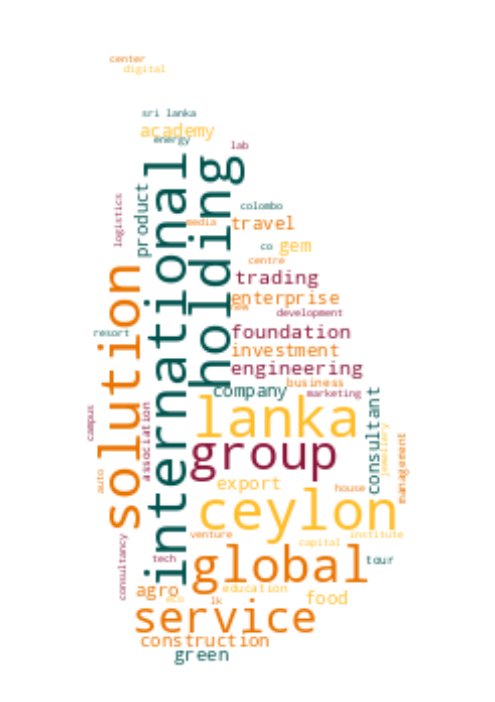 center
digital
sri lanka
academy
energy
lab
international
holding
product
logistics
colombo
media
travel
co
gem
centre
solution
trading
enterprise
new
development
resort
foundation
investment
engineering
business
company
marketing
lanka
consultant
campus
association
group
jewellery
management
auto
export
house
ceylon
venture
institute
capital
consultancy
tech
global
tour
agro
education
eco
lk
food
service
construction
green